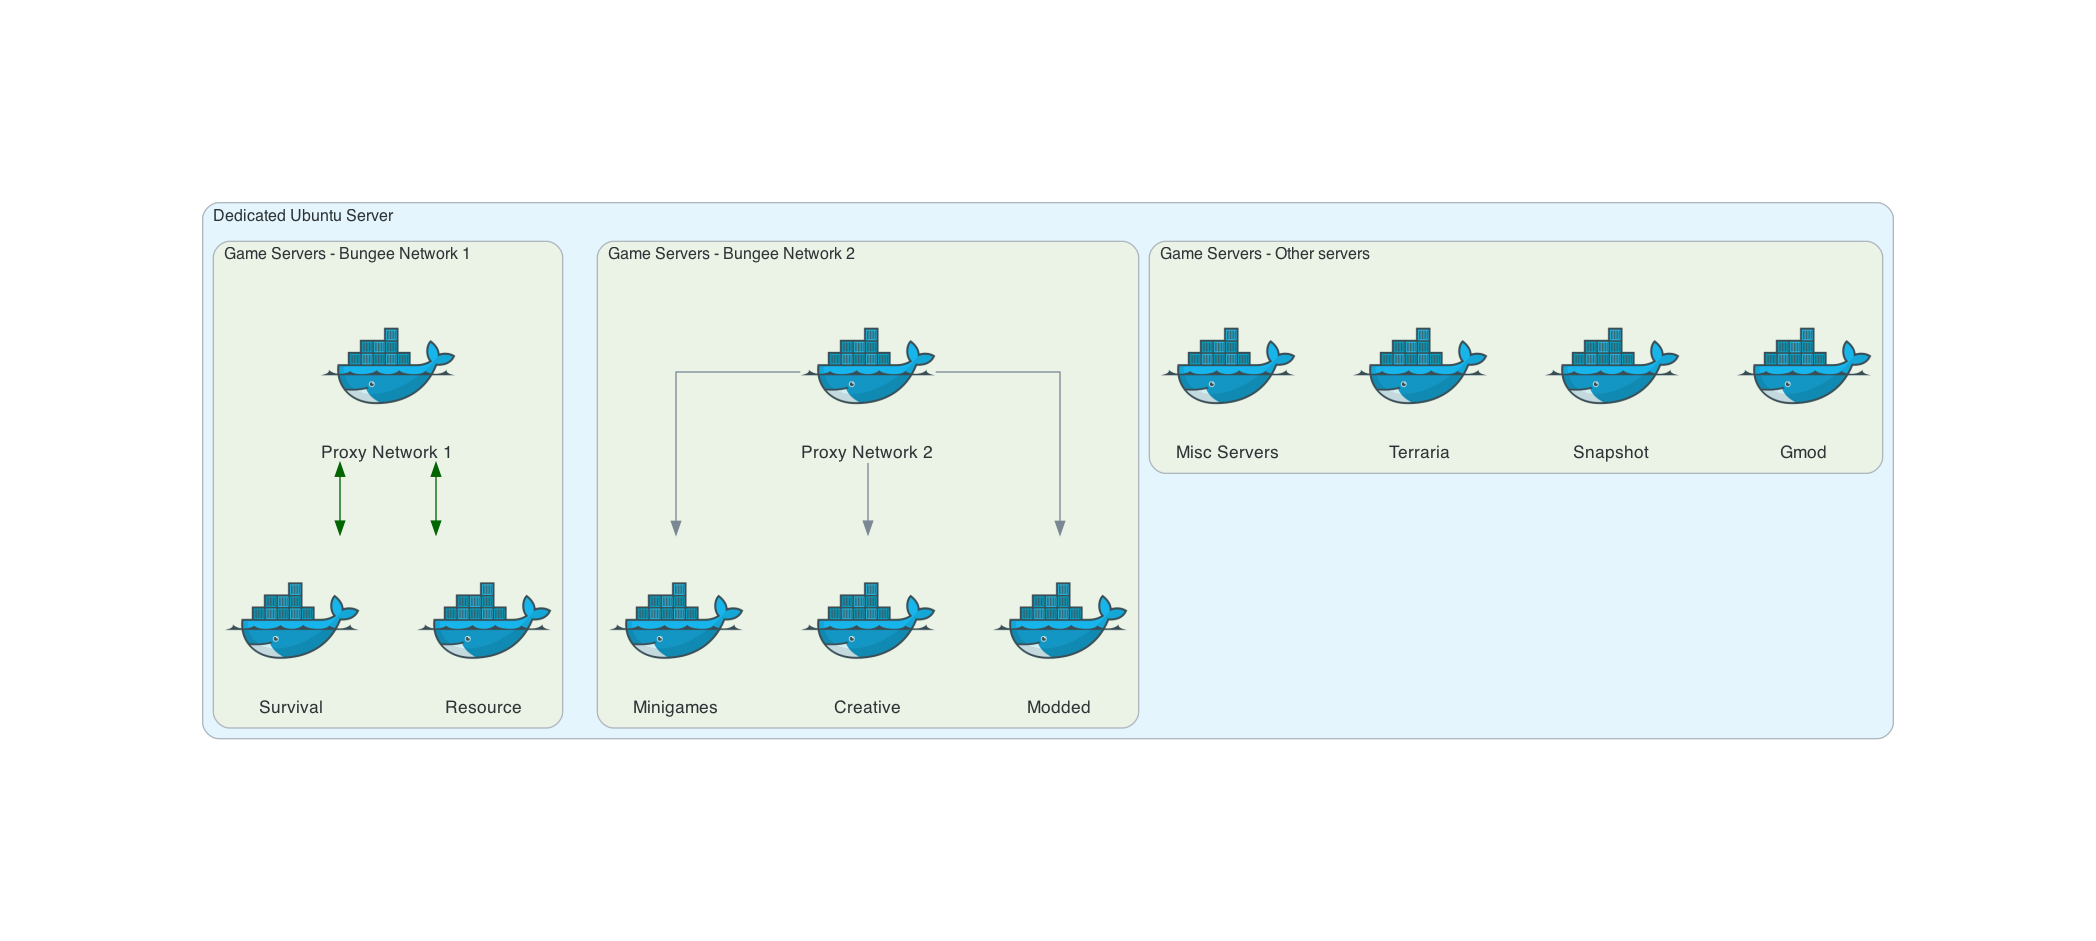 Dedicated Ubuntu Server
Game Servers - Bungee Network 1
Proxy Network 1
Survival
Resource
Game Servers - Bungee Network 2
Proxy Network 2
Minigames
Creative
Modded
Game Servers - Other servers
Misc Servers
Terraria
Snapshot
Gmod